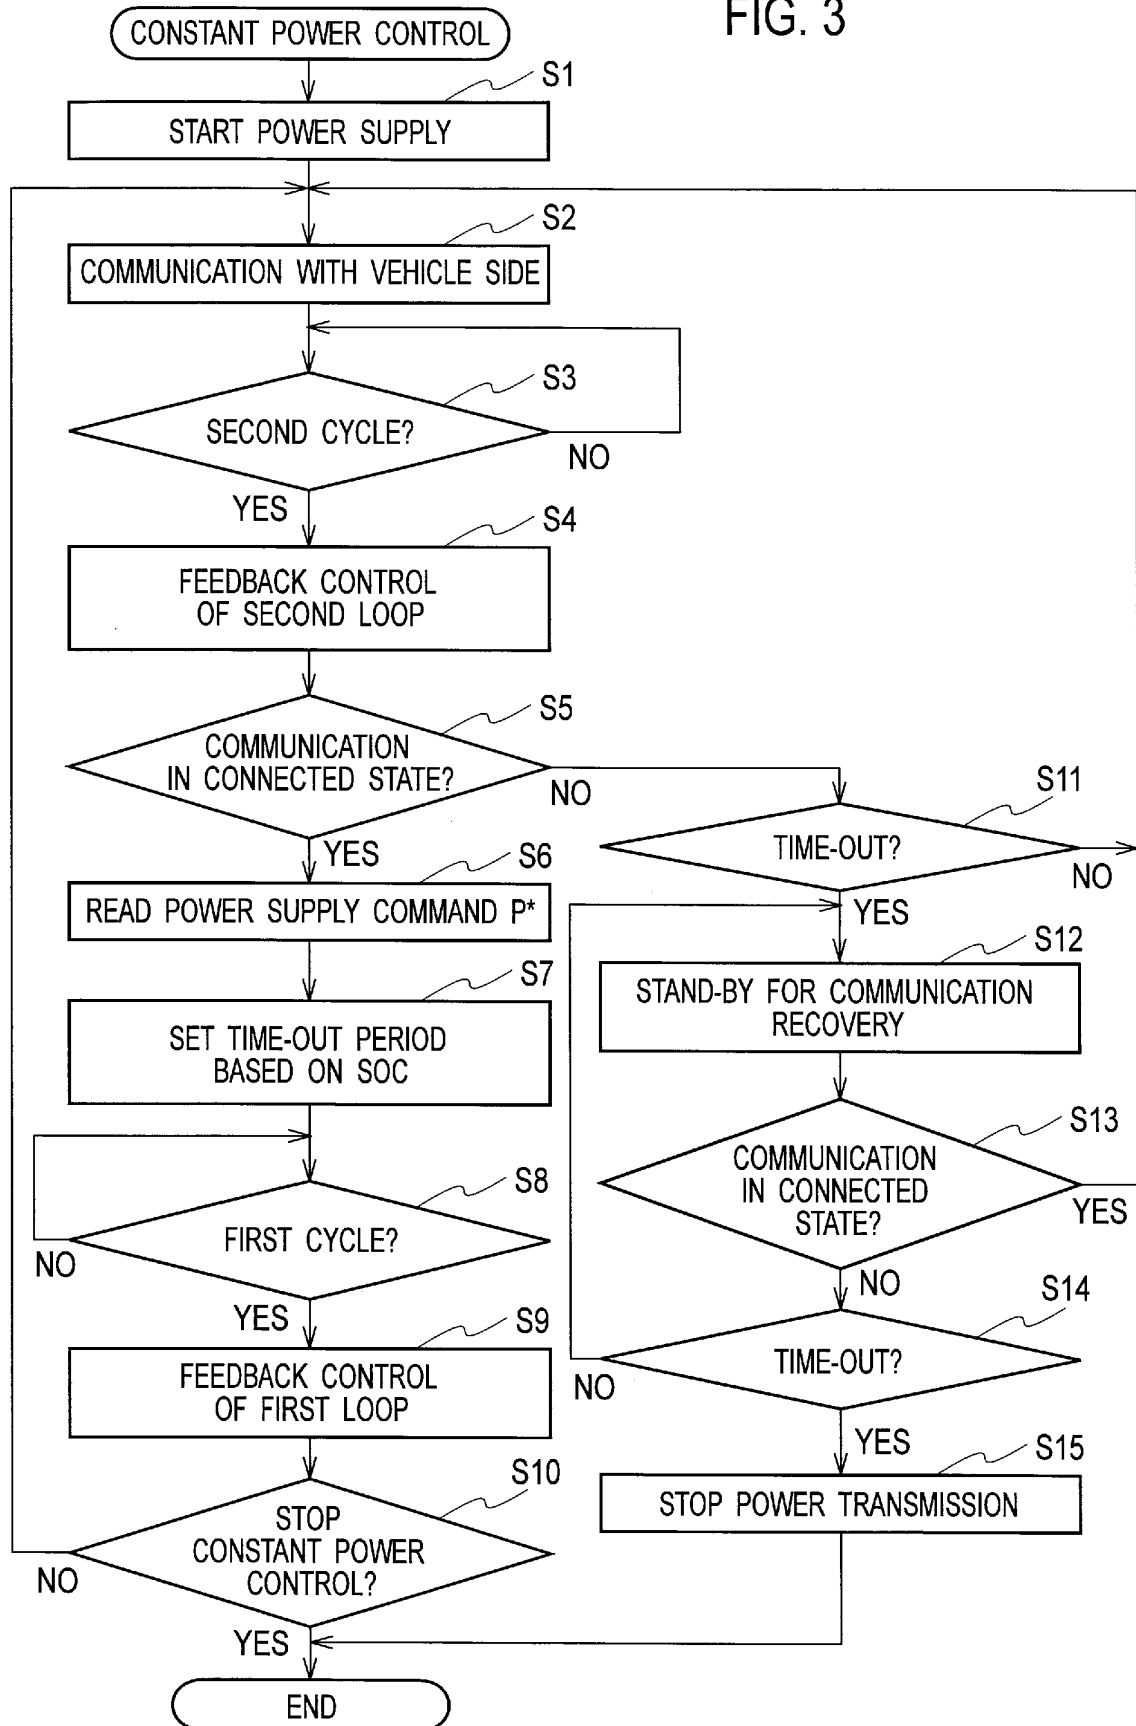 FIG. 3
CONSTANT POWER CONTROL
S1
START POWER SUPPLY
S2
COMMUNICATION WITH VEHICLE SIDE
S3
SECOND CYCLE?
NO
YES
S4
FEEDBACK CONTROL
OF SECOND LOOP
S5
COMMUNICATION
IN CONNECTED STATE?
NO
YES
S6
READ POWER SUPPLY COMMAND P*
S7
SET TIME-OUT PERIOD
BASED ON SOC
S8
FIRST CYCLE?
NO
YES
S9
FEEDBACK CONTROL
OF FIRST LOOP
S10
STOP
CONSTANT POWER
CONTROL?
NO
YES
END
S11
TIME-OUT?
NO
YES
S12
STAND-BY FOR COMMUNICATION
RECOVERY
S13
COMMUNICATION
IN CONNECTED
STATE?
YES
NO
S14
TIME-OUT?
NO
YES
S15
STOP POWER TRANSMISSION